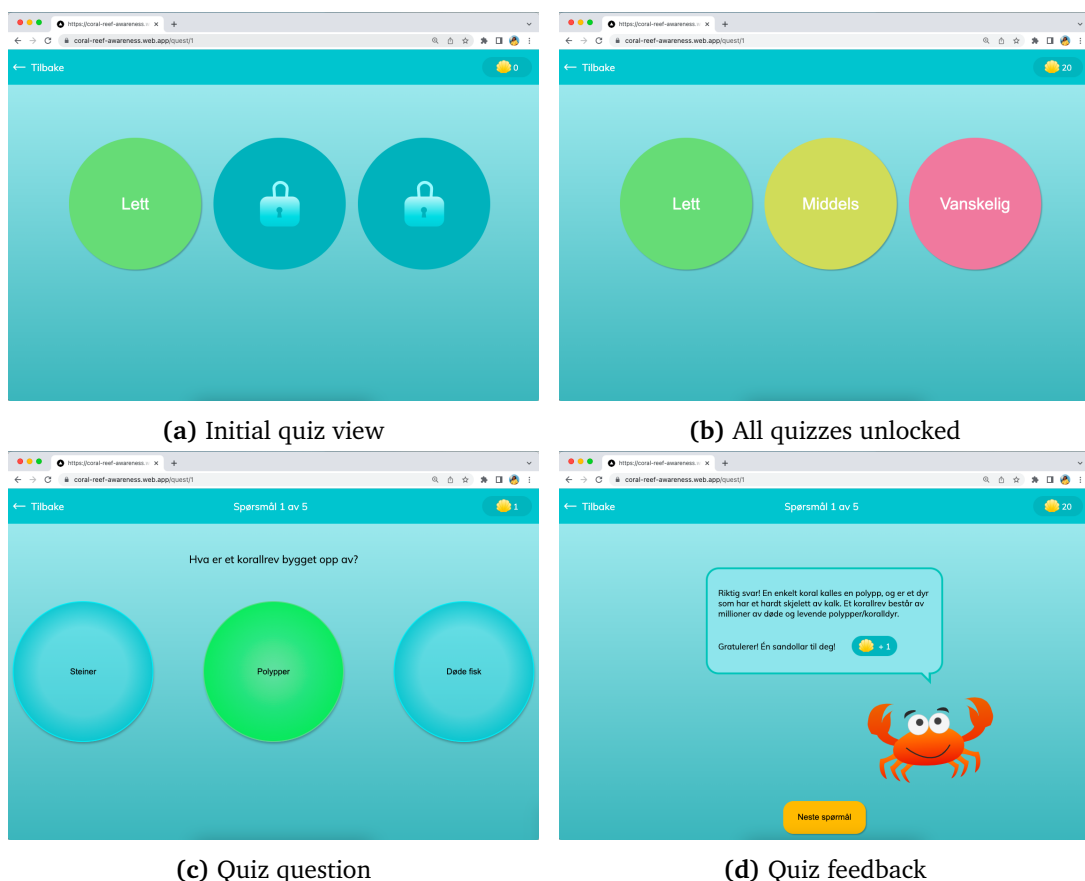 https://coral-reef-awareness.w
coral-reef-awareness.web.app/quest/1
← Tilbake
0
Lett
https://coral-reef-awareness.w
coral-reef-awareness.web.app/quest/1
← Tilbake
20
Lett
Middels
Vanskelig
(a) Initial quiz view
(b) All quizzes unlocked
https://coral-reef-awareness.w
coral-reef-awareness.web.app/quest/1
← Tilbake
Spørsmål 1 av 5
1
Hva er et korallrev bygget opp av?
Steiner
Polypper
Døde fisk
https://coral-reef-awareness.w
coral-reef-awareness.web.app/quest/1
← Tilbake
Spørsmål 1 av 5
20
Riktig svar! En enkelt koral kalles en polypp, og er et dyr
som har et hardt skjelett av kalk. Et korallrev består av
millioner av døde og levende polypper/koralldyr.
Gratulerer! Én sandollar til deg!
+ 1
Neste spørmål
(c) Quiz question
(d) Quiz feedback